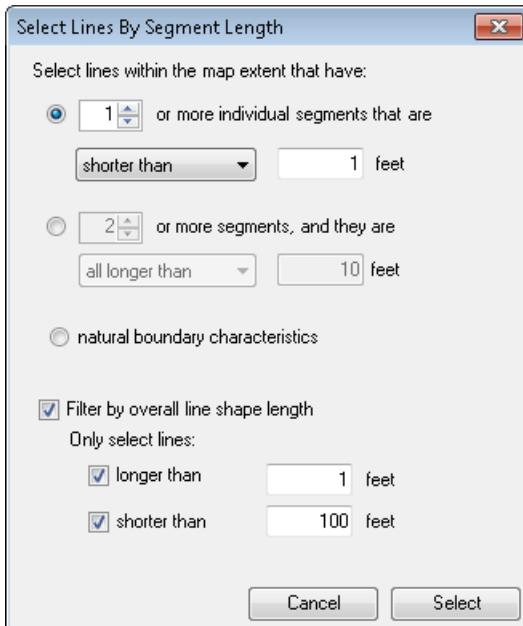 Select Lines By Segment Length
Select lines within the map extent that have:
1 or more individual segments that are
shorter than 1 feet
2 or more segments, and they are
all longer than 10 feet
natural boundary characteristics
Filter by overall line shape length
Only select lines:
longer than 1 feet
shorter than 100 feet
Cancel Select